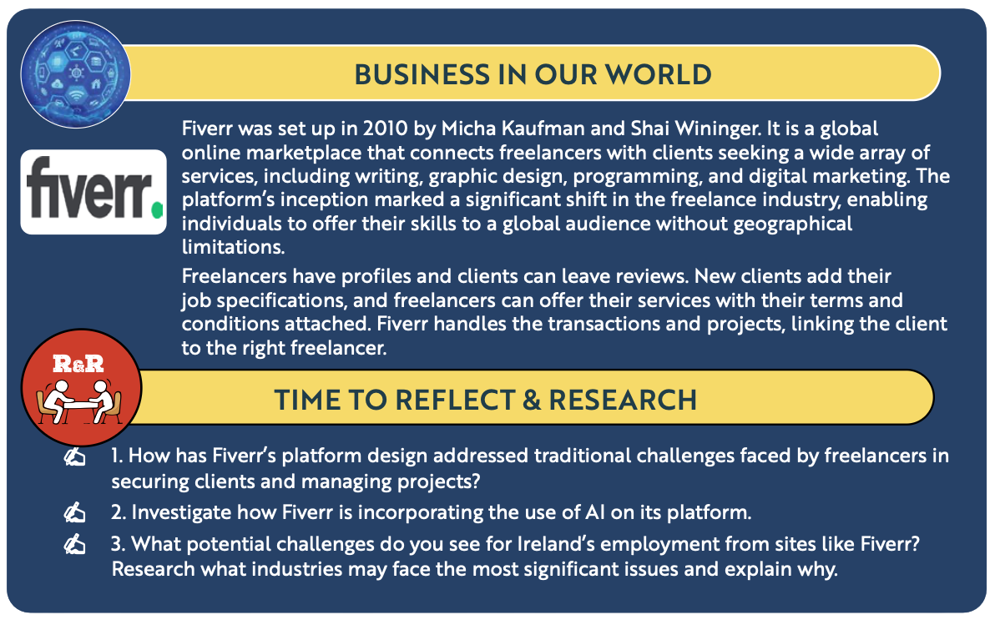 BUSINESS IN OUR WORLD
fiverr.
Fiverr was set up in 2010 by Micha Kaufman and Shai Wininger. It is a global
online marketplace that connects freelancers with clients seeking a wide array of
services, including writing, graphic design, programming, and digital marketing. The
platform’s inception marked a significant shift in the freelance industry, enabling
individuals to offer their skills to a global audience without geographical
limitations.
Freelancers have profiles and clients can leave reviews. New clients add their
job specifications, and freelancers can offer their services with their terms and
conditions attached. Fiverr handles the transactions and projects, linking the client
to the right freelancer.
R&R
TIME TO REFLECT & RESEARCH
1. How has Fiverr’s platform design addressed traditional challenges faced by freelancers in
securing clients and managing projects?
2. Investigate how Fiverr is incorporating the use of AI on its platform.
3. What potential challenges do you see for Ireland’s employment from sites like Fiverr?
Research what industries may face the most significant issues and explain why.